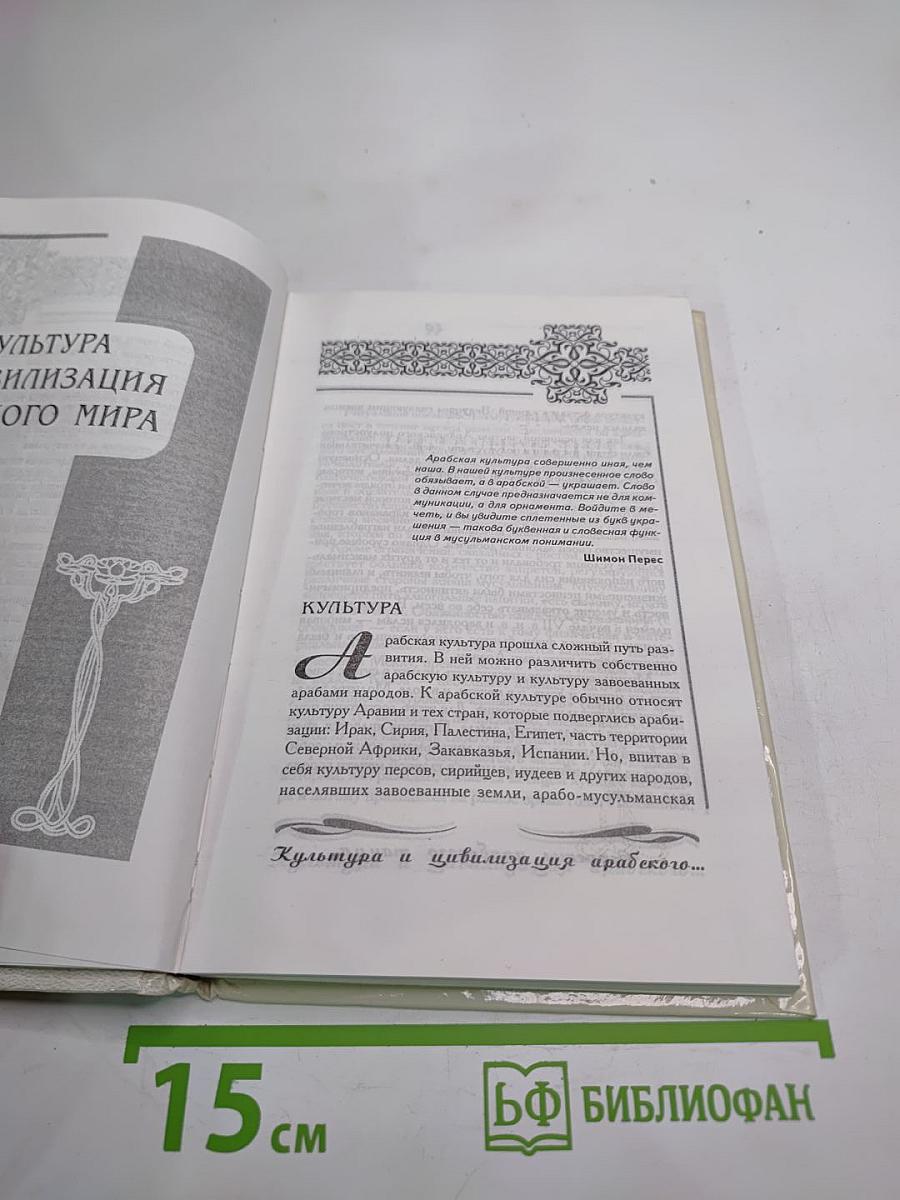 УЛЬТУРА
ВИЛИЗАЦИЯ
КОГО МИРА
Арабская культура совершенно иная, чем
наша. В нашей культуре произнесенное слово
обязывает, а в арабской — украшает. Слово
в данном случае предназначается не для ком-
муникации, а для орнамента. Войдите в ме-
четь, и вы увидите сплетенные из букв укра-
шения — такова буквенная и словесная функ-
ция в мусульманском понимании.
Шимон Перес
КУЛЬТУРА
Арабская культура прошла сложный путь раз-
вития. В ней можно различить собственно
арабскую культуру и культуру завоеванных
арабами народов. К арабской культуре обычно относят
культуру Аравии и тех стран, которые подверглись араби-
зации: Ирак, Сирия, Палестина, Египет, часть территории
Северной Африки, Закавказья, Испании. Но, впитав в
себя культуру персов, сирийцев, иудеев и других народов,
населявших завоеванные земли, арабо-мусульманская
Культура и цивилизация арабского...
15 см
БФ БИБЛИОФАН